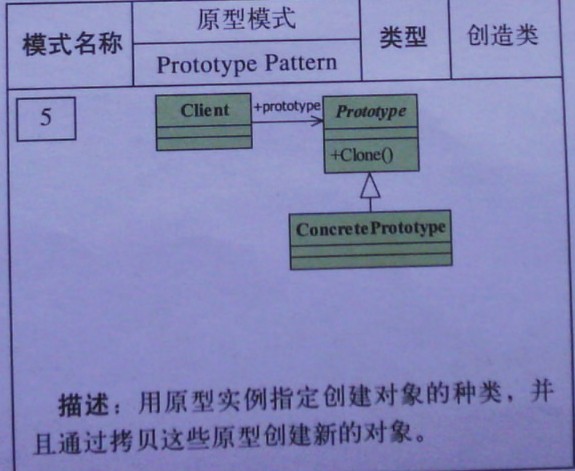 模式名称
原型模式
Prototype Pattern
类型
创造类
5
Client
+prototype
Prototype
+Clone()
ConcretePrototype
描述：用原型实例指定创建对象的种类，并
且通过拷贝这些原型创建新的对象。